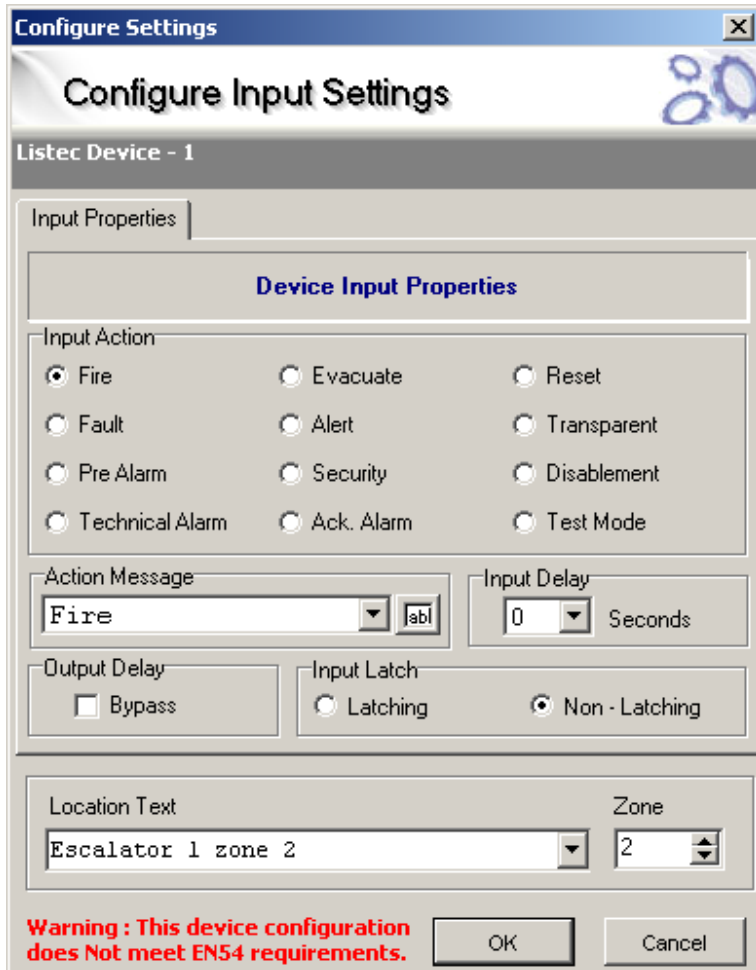 Configure Settings
Configure Input Settings
Listec Device - 1
Input Properties
Device Input Properties
Input Action
Fire Evacuate Reset
Fault Alert Transparent
Pre Alarm Security Disablement
Technical Alarm Ack. Alarm Test Mode
Action Message
Fire
ab
Input Delay
0 Seconds
Output Delay
Bypass
Input Latch
Latching Non - Latching
Location Text
Escalator 1 zone 2
Zone
2
Warning : This device configuration
does Not meet EN54 requirements.
OK Cancel